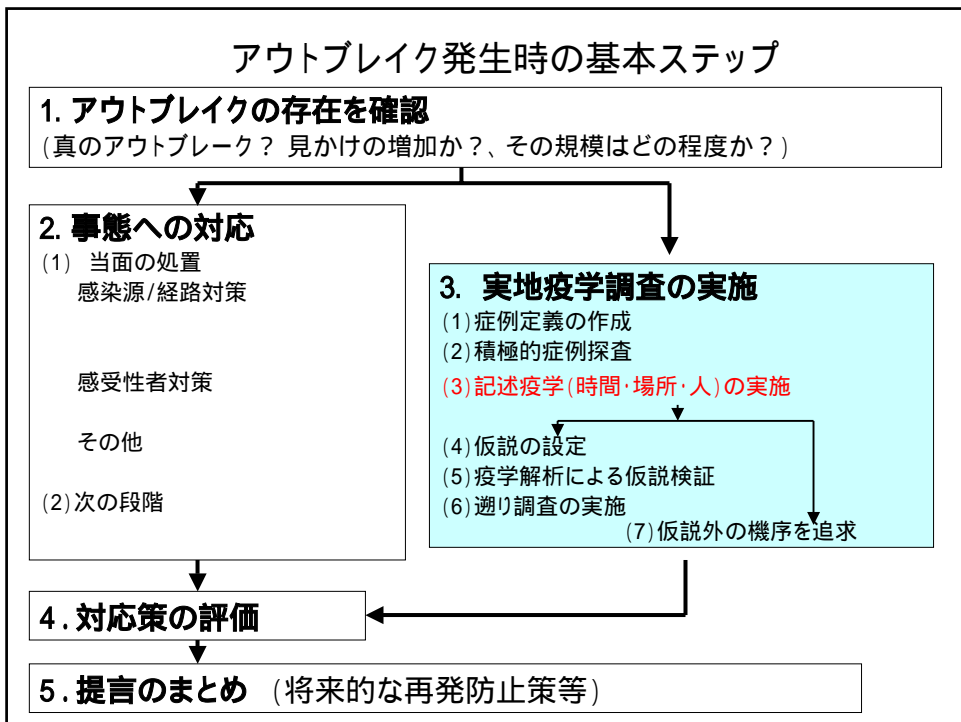 アウトブレイク発生時の基本ステップ
1. アウトブレイクの存在を確認
(真のアウトブレーク？ 見かけの増加か？、その規模はどの程度か？)
2. 事態への対応
(1) 当面の処置
感染源/経路対策
感受性者対策
その他
(2)次の段階
3. 実地疫学調査の実施
(1)症例定義の作成
(2)積極的症例探査
(3)記述疫学(時間･場所･人)の実施
(4)仮説の設定
(5)疫学解析による仮説検証
(6)遡り調査の実施
(7)仮説外の機序を追求
4.対応策の評価
5.提言のまとめ (将来的な再発防止策等)